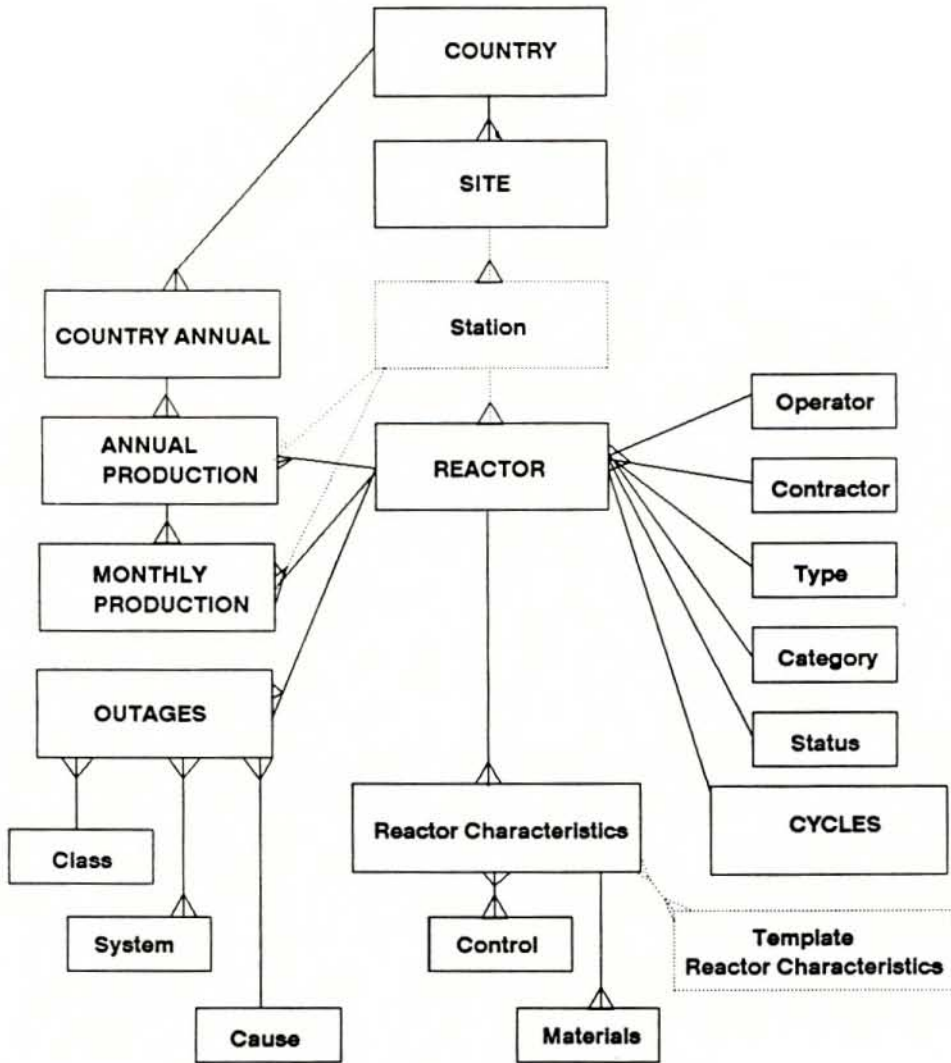 COUNTRY
SITE
Station
COUNTRY ANNUAL
ANNUAL
PRODUCTION
REACTOR
MONTHLY
PRODUCTION
OUTAGES
Operator
Contractor
Type
Category
Status
CYCLES
Reactor Characteristics
Class
System
Cause
Control
Materials
Template
Reactor Characteristics